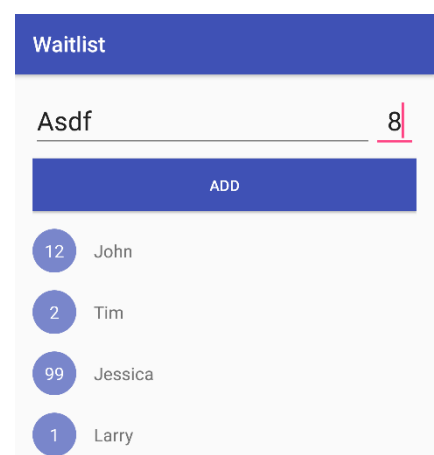 Waitlist
Asdf 8
ADD
12 John
2 Tim
99 Jessica
1 Larry